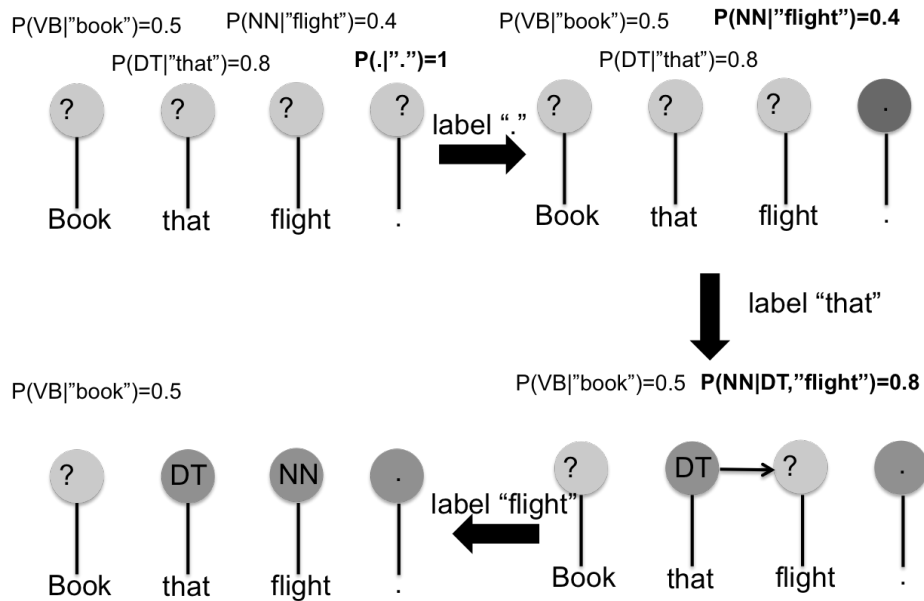 P(VB|"book")=0.5 P(NN|"flight")=0.4
P(DT|"that")=0.8 P(.|".")=1
? ? ? ?
Book that flight .
label "."
P(VB|"book")=0.5 P(NN|"flight")=0.4
P(DT|"that")=0.8
? ? ? .
Book that flight .
label "that"
P(VB|"book")=0.5 P(NN|DT,"flight")=0.8
? DT ? .
Book that flight .
label "flight"
P(VB|"book")=0.5
? DT NN .
Book that flight .